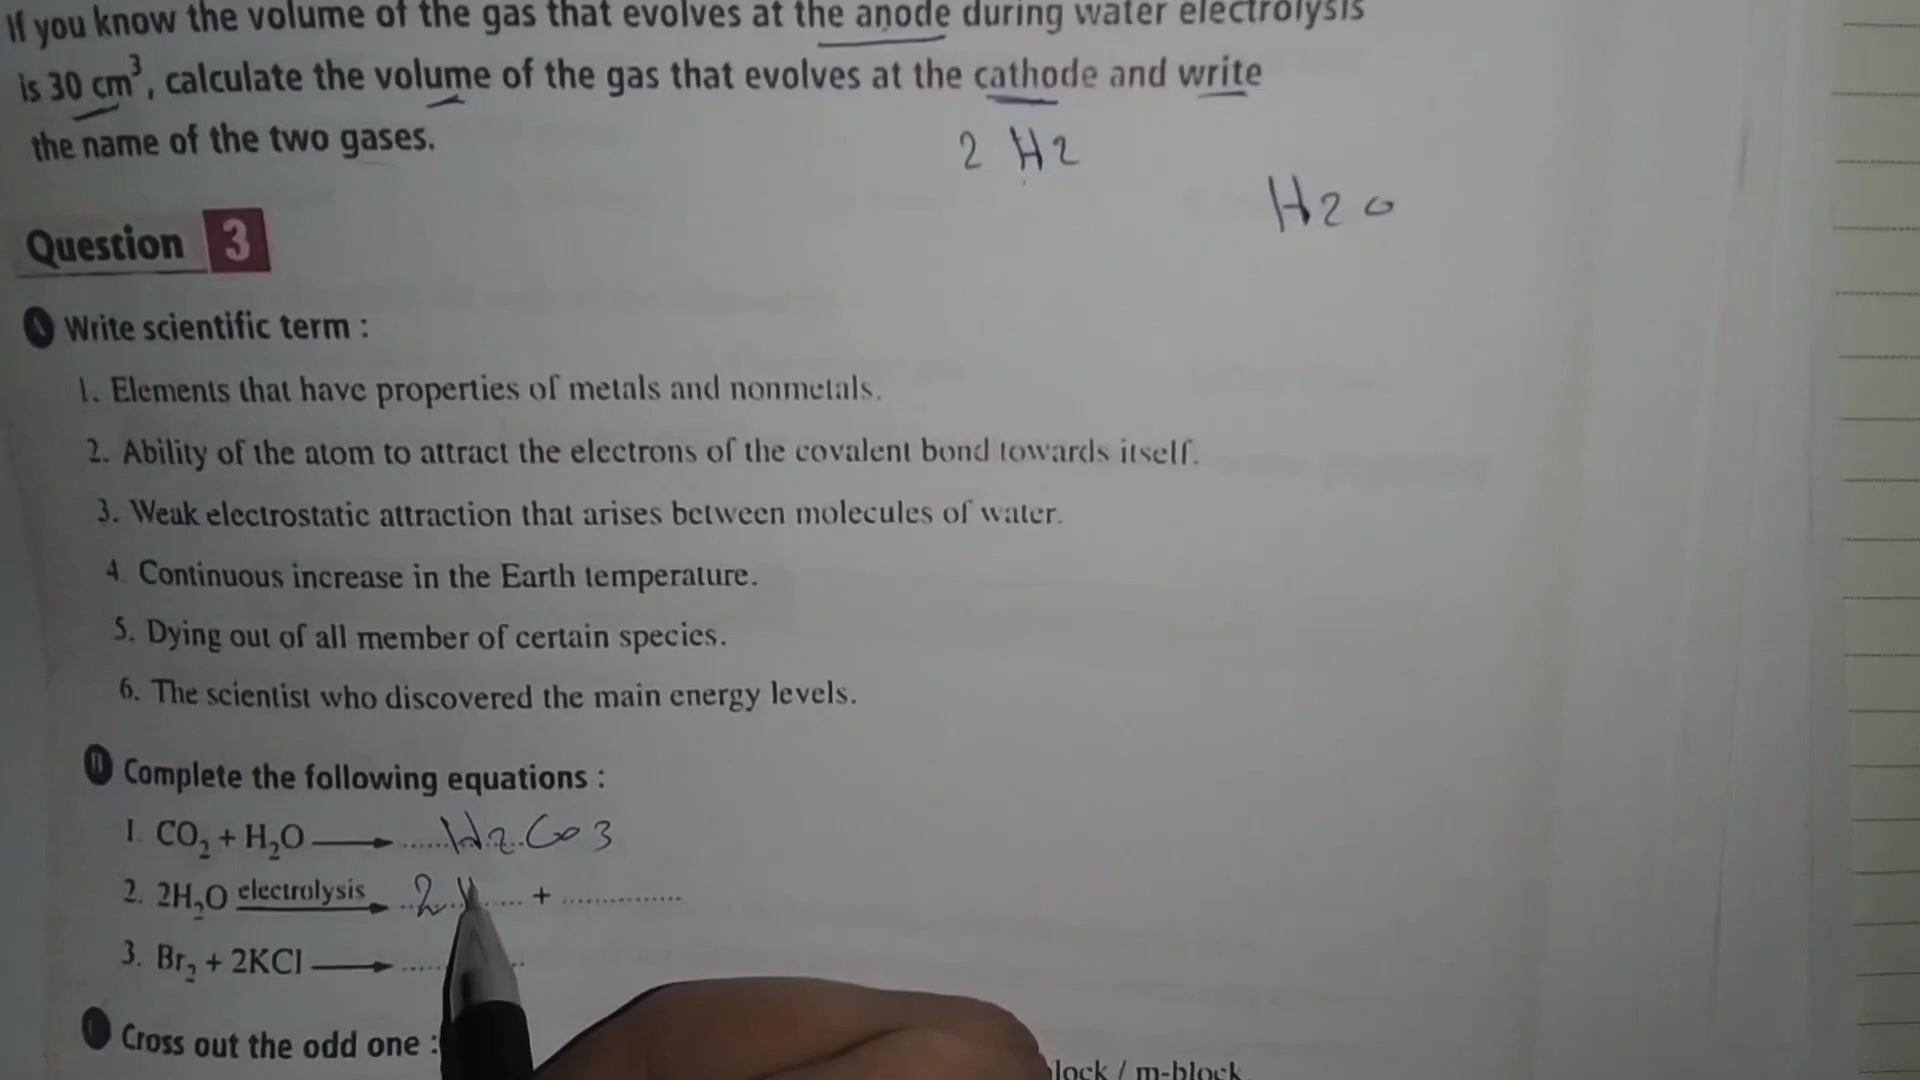 If you know the volume of the gas that evolves at the anode during water electrolysis
is 30 cm³, calculate the volume of the gas that evolves at the cathode and write
the name of the two gases.
2 H2
H2O
Question 3
A Write scientific term :
1. Elements that have properties of metals and nonmetals.
2. Ability of the atom to attract the electrons of the covalent bond towards itself.
3. Weak electrostatic attraction that arises between molecules of water.
4. Continuous increase in the Earth temperature.
5. Dying out of all member of certain species.
6. The scientist who discovered the main energy levels.
B Complete the following equations :
1. CO₂ + H₂O ⟶ ......H2CO3
2. 2H₂O electrolysis ⟶ ..2 H...... + ..............
3. Br₂ + 2KCl ⟶ ........
Cross out the odd one :
lock / m-block